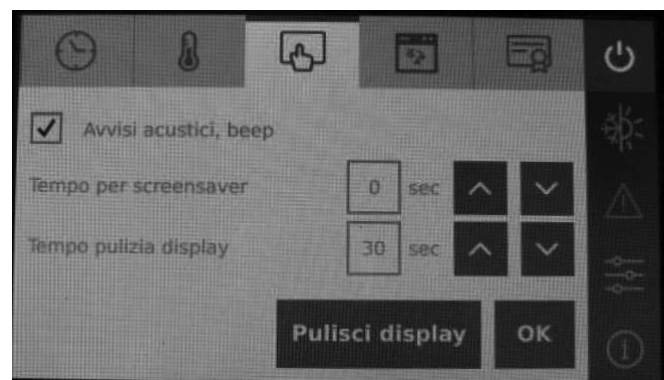 Avvisi acustici, beep
Tempo per screensaver 0 sec
Tempo pulizia display 30 sec
Pulisci display OK